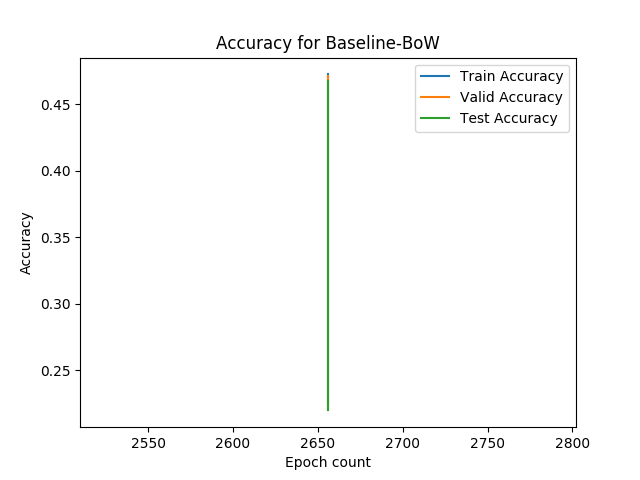 Accuracy for Baseline-BoW
Train Accuracy
Valid Accuracy
Test Accuracy
0.45
0.40
0.35
0.30
0.25
Accuracy
2550
2600
2650
2700
2750
2800
Epoch count